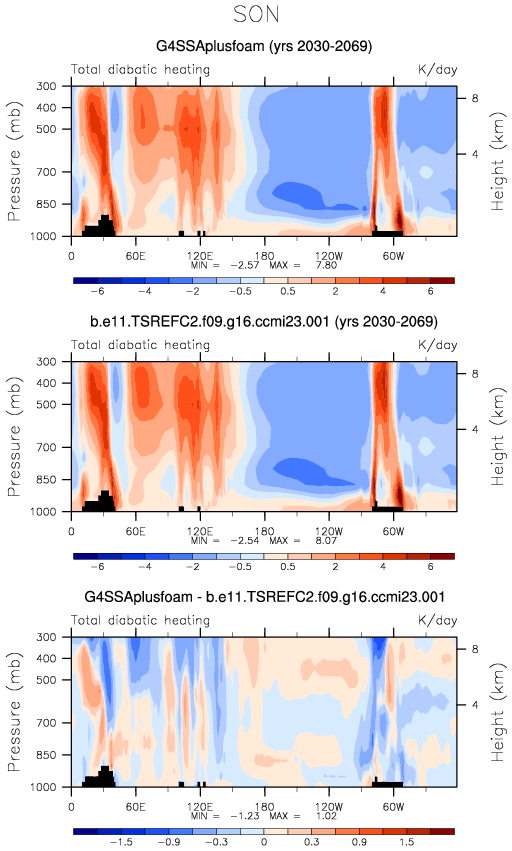 SON
G4SSAplusfoam (yrs 2030-2069)
Total diabatic heating K/day
Pressure (mb)
300
400
500
700
850
1000
Height (km)
8
4
0 60E 120E 180 120W 60W
MIN = -2.57 MAX = 7.80
-6 -4 -2 -1 -0.5 0.5 1 2 4 6
b.e11.TSREFC2.f09.g16.ccmi23.001 (yrs 2030-2069)
Total diabatic heating K/day
Pressure (mb)
300
400
500
700
850
1000
Height (km)
8
4
0 60E 120E 180 120W 60W
MIN = -2.54 MAX = 8.07
-6 -4 -2 -1 -0.5 0.5 1 2 4 6
G4SSAplusfoam - b.e11.TSREFC2.f09.g16.ccmi23.001
Total diabatic heating K/day
Pressure (mb)
300
400
500
700
850
1000
Height (km)
8
4
0 60E 120E 180 120W 60W
MIN = -1.23 MAX = 1.02
-1.5 -0.9 -0.3 0 0.3 0.9 1.5